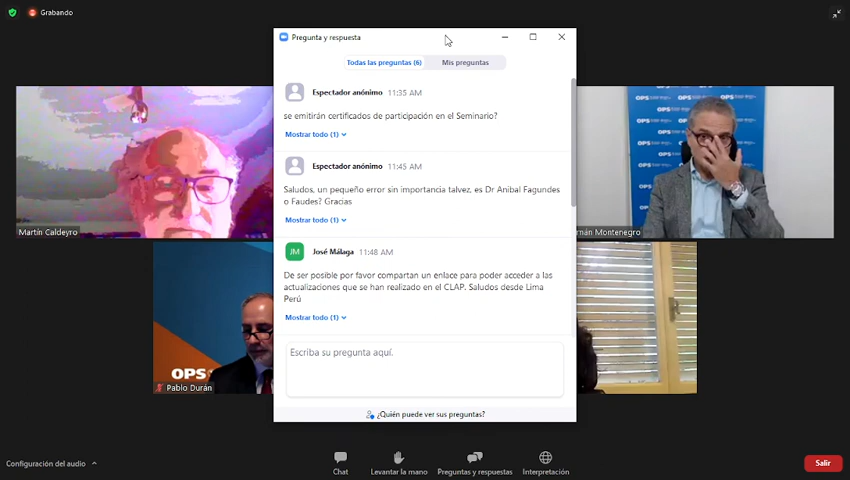 Grabando
Pregunta y respuesta
Todas las preguntas (6)
Mis preguntas
Espectador anónimo 11:35 AM
se emitirán certificados de participación en el Seminario?
Mostrar todo (1)
Espectador anónimo 11:45 AM
Saludos, un pequeño error sin importancia talvez, es Dr Anibal Fagundes
o Faudes? Gracias
Mostrar todo (1)
JM
José Málaga 11:48 AM
De ser posible por favor compartan un enlace para poder acceder a las
actualizaciones que se han realizado en el CLAP. Saludos desde Lima
Perú
Mostrar todo (1)
Escriba su pregunta aquí.
¿Quién puede ver sus preguntas?
Martín Caldeyro
OPS
Montenegro
OPS
Pablo Durán
Configuración del audio
Chat
Levantar la mano
Preguntas y respuestas
Interpretación
Salir